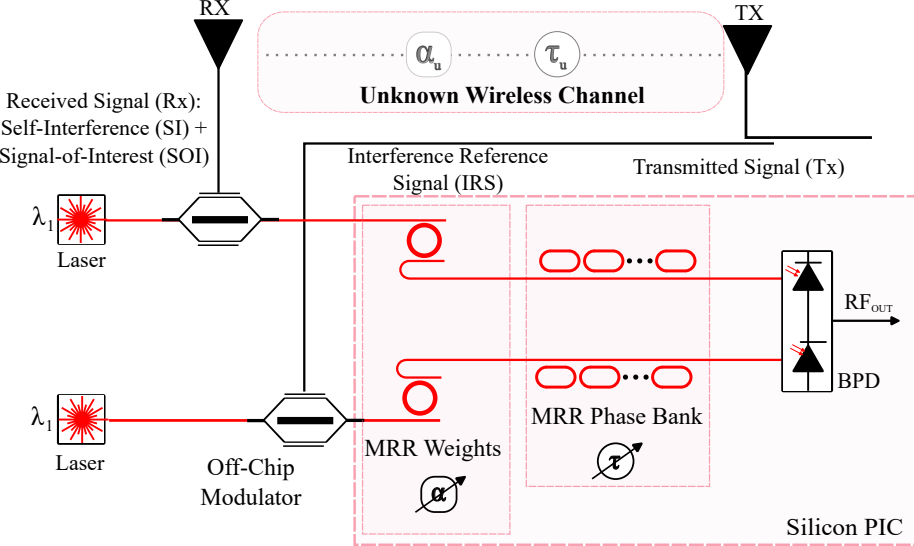 RX
TX
αᵤ
τᵤ
Unknown Wireless Channel
Received Signal (Rx):
Self-Interference (SI) +
Signal-of-Interest (SOI)
Interference Reference
Signal (IRS)
Transmitted Signal (Tx)
λ₁
Laser
RF_OUT
BPD
λ₁
Laser
Off-Chip
Modulator
MRR Weights
α
MRR Phase Bank
τ
Silicon PIC